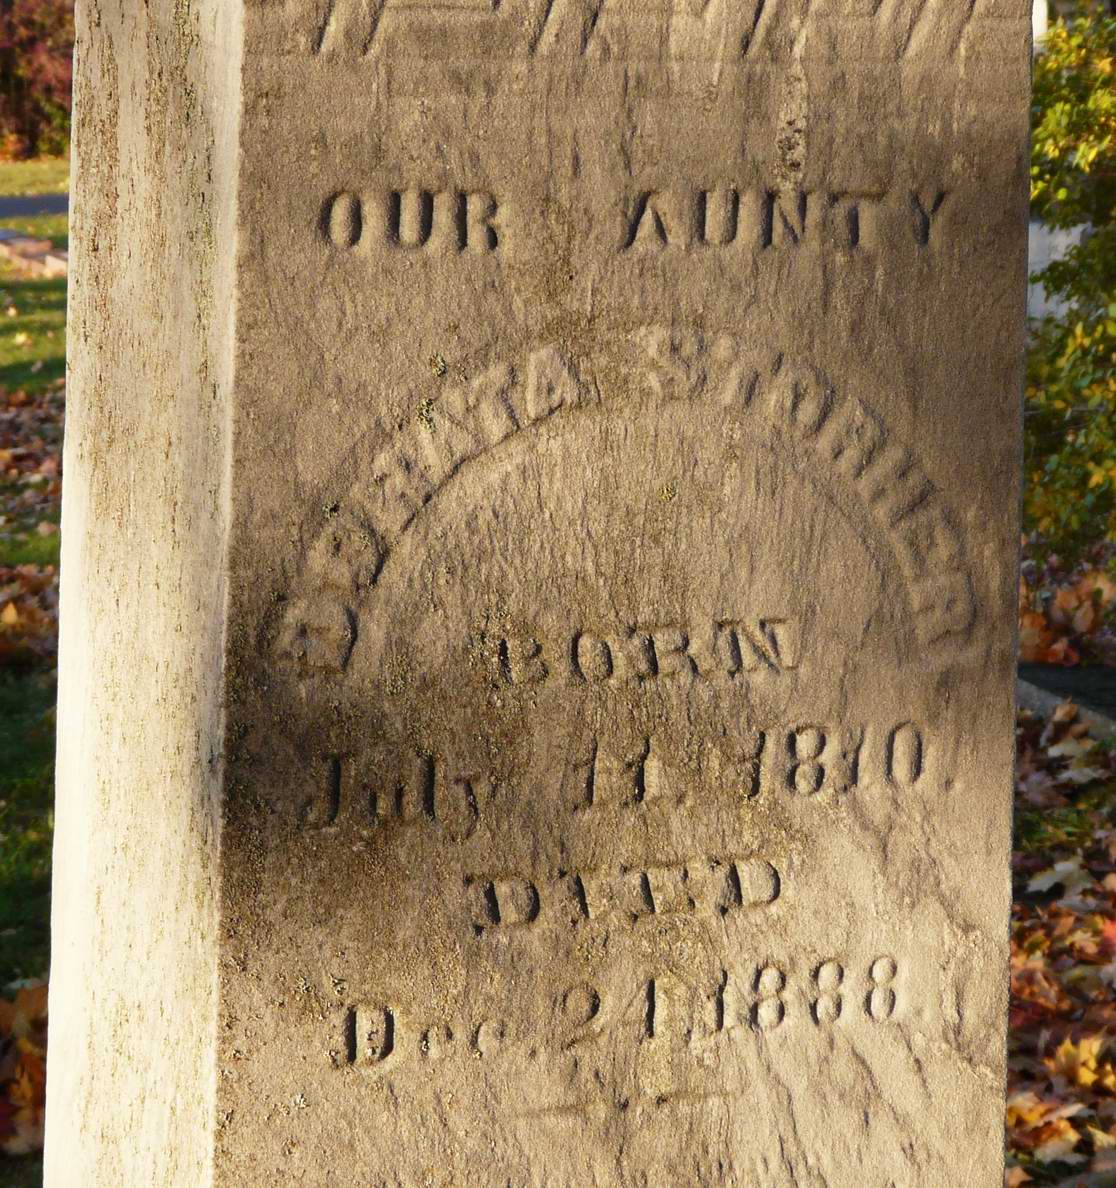 OUR AUNTY
BORN
July 11. 1810.
DIED
Dec. 24, 1888.